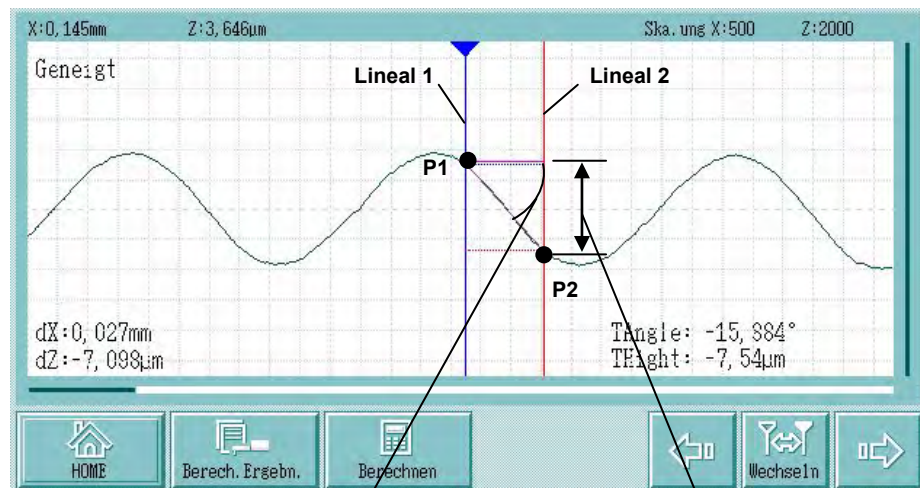 X:0,145mm Z:3,646µm Ska.ung X:500 Z:2000
Geneigt
Lineal 1 Lineal 2
P1
P2
dX:0,027mm TAngle: -15,884°
dZ:-7,098µm THight: -7,54µm
HOME Berech.Ergebn. Berechnen Wechseln